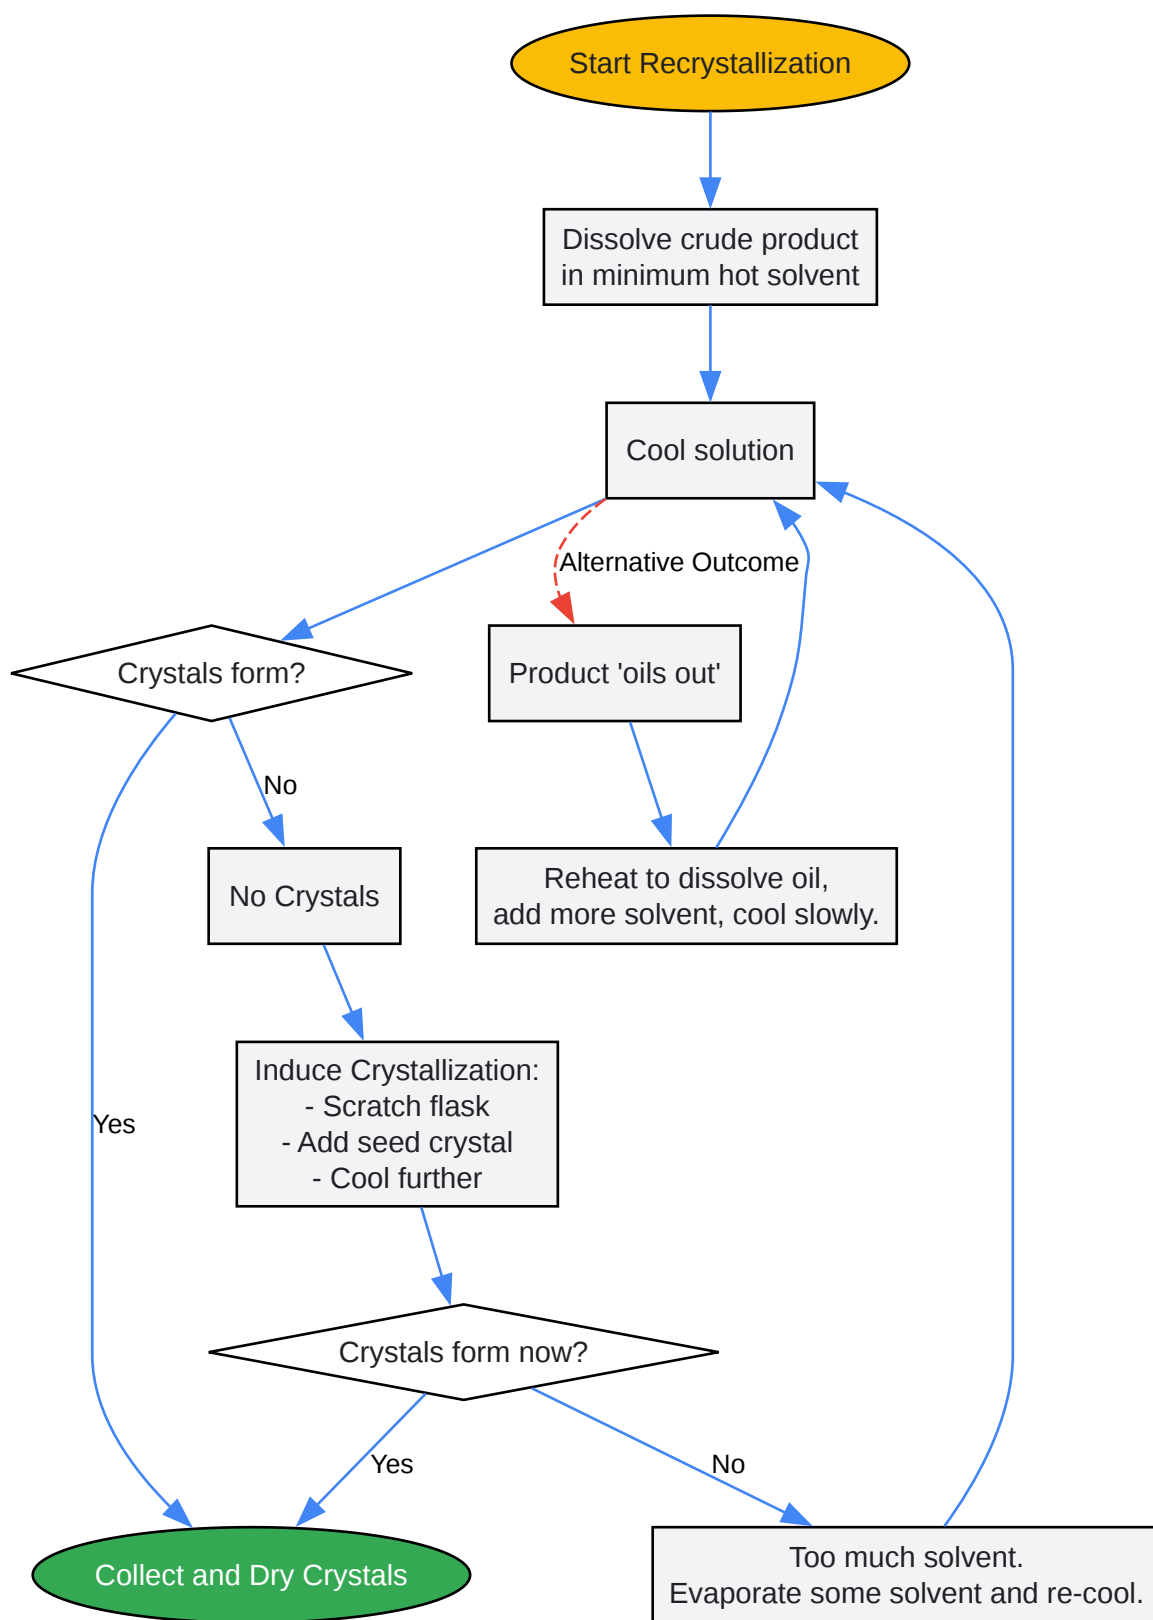 Start Recrystallization
Dissolve crude product
in minimum hot solvent
Cool solution
Alternative Outcome
Crystals form?
Product 'oils out'
No
No Crystals
Reheat to dissolve oil,
add more solvent, cool slowly.
Induce Crystallization:
- Scratch flask
- Add seed crystal
- Cool further
Yes
Crystals form now?
Yes
No
Collect and Dry Crystals
Too much solvent.
Evaporate some solvent and re-cool.